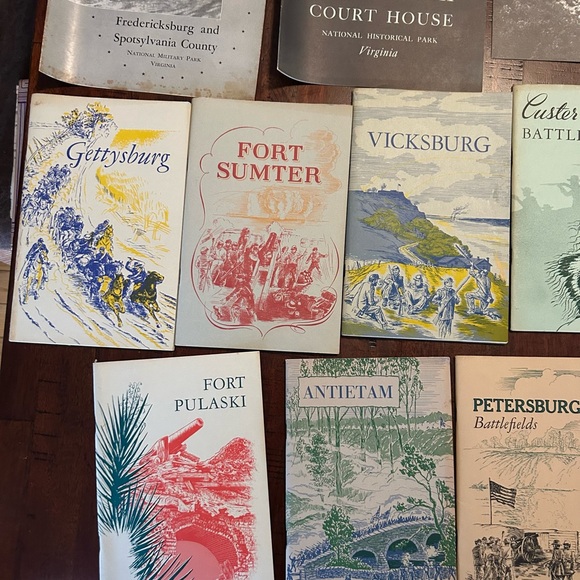 Fredericksburg and
Spotsylvania County
NATIONAL MILITARY PARK
VIRGINIA
COURT HOUSE
NATIONAL HISTORICAL PARK
Virginia
Gettysburg
FORT
SUMTER
VICKSBURG
Custer
BATTLE
FORT
PULASKI
ANTIETAM
PETERSBURG
Battlefields